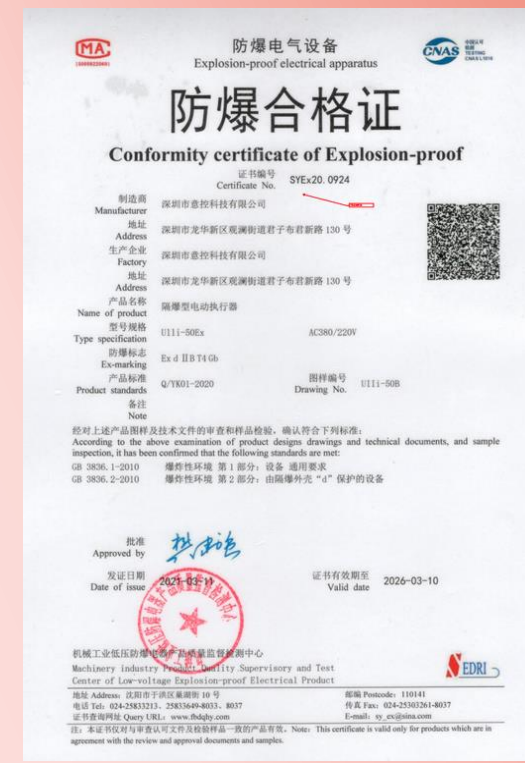 MA
防爆电气设备
Explosion-proof electrical apparatus
CNAS
TESTING
防爆合格证
Conformity certificate of Explosion-proof
证书编号
Certificate No. SYEx20.0924
制造商
Manufacturer 深圳市意控科技有限公司
地址
Address 深圳市龙华新区观澜街道君子布君新路 130 号
生产企业
Factory 深圳市意控科技有限公司
地址
Address 深圳市龙华新区观澜街道君子布君新路 130 号
产品名称
Name of product 隔爆型电动执行器
型号规格
Type specification U11i-50Ex AC380/220V
防爆标志
Ex-marking Ex d ⅡB T4 Gb
产品标准 图样编号
Product standards Q/YK01-2020 Drawing No. U11i-50B
备注
Note
经对上述产品图样及技术文件的审查和样品检验，确认符合下列标准：
According to the above examination of product designs drawings and technical documents, and sample
inspection, it has been confirmed that the following standards are met:
GB 3836.1-2010 爆炸性环境 第 1 部分：设备 通用要求
GB 3836.2-2010 爆炸性环境 第 2 部分：由隔爆外壳“d”保护的设备
批准
Approved by
发证日期 证书有效期至
Date of issue 2021-03-11 Valid date 2026-03-10
机械工业低压防爆电器产品质量监督检测中心
Machinery industry Product Quality Supervisory and Test
Center of Low-voltage Explosion-proof Electrical Product
EDRI
地址 Address: 沈阳市于洪区巢湖街 10 号 邮编 Postcode: 110141
电话 Tel: 024-25833213、25833649-8033、8037 传真 Fax: 024-25303261-8037
证书查询网址 Query URL: www.fbdqhy.com E-mail: sy_ex@sina.com
注：本证书仅对与审查认可文件及检验样品一致的产品有效。Note: This certificate is valid only for products which are in
agreement with the review and approval documents and samples.